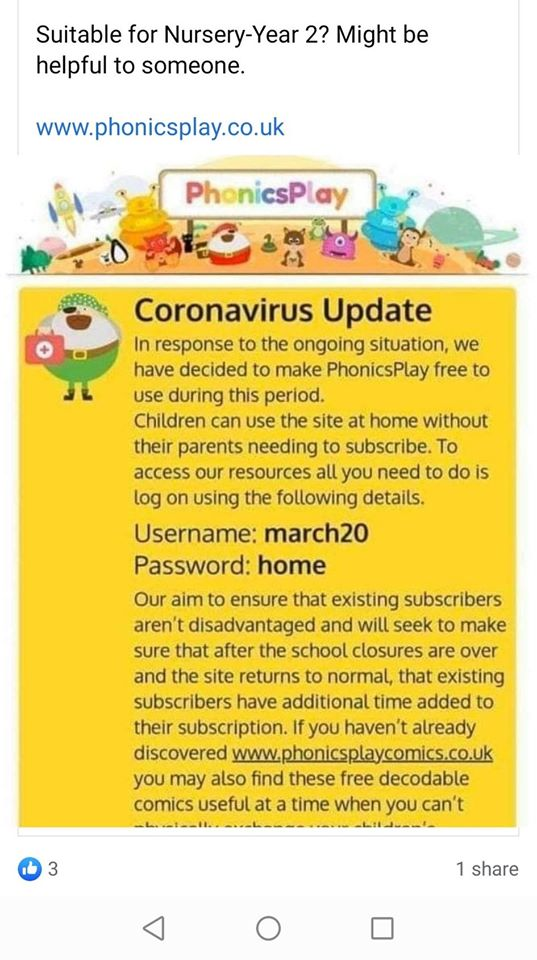 Suitable for Nursery-Year 2? Might be
helpful to someone.
www.phonicsplay.co.uk
PhonicsPlay
Coronavirus Update
In response to the ongoing situation, we
have decided to make PhonicsPlay free to
use during this period.
Children can use the site at home without
their parents needing to subscribe. To
access our resources all you need to do is
log on using the following details.
Username: march20
Password: home
Our aim to ensure that existing subscribers
aren't disadvantaged and will seek to make
sure that after the school closures are over
and the site returns to normal, that existing
subscribers have additional time added to
their subscription. If you haven't already
discovered www.phonicsplaycomics.co.uk
you may also find these free decodable
comics useful at a time when you can't
3
1 share